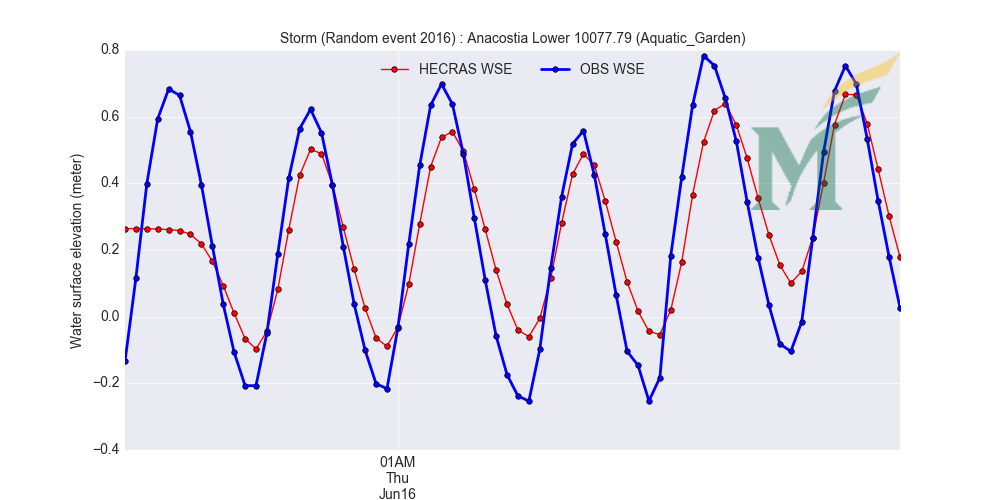 Storm (Random event 2016) : Anacostia Lower 10077.79 (Aquatic_Garden)
HECRAS WSE
OBS WSE
Water surface elevation (meter)
0.8
0.6
0.4
0.2
0.0
−0.2
−0.4
01AM
Thu
Jun16
M